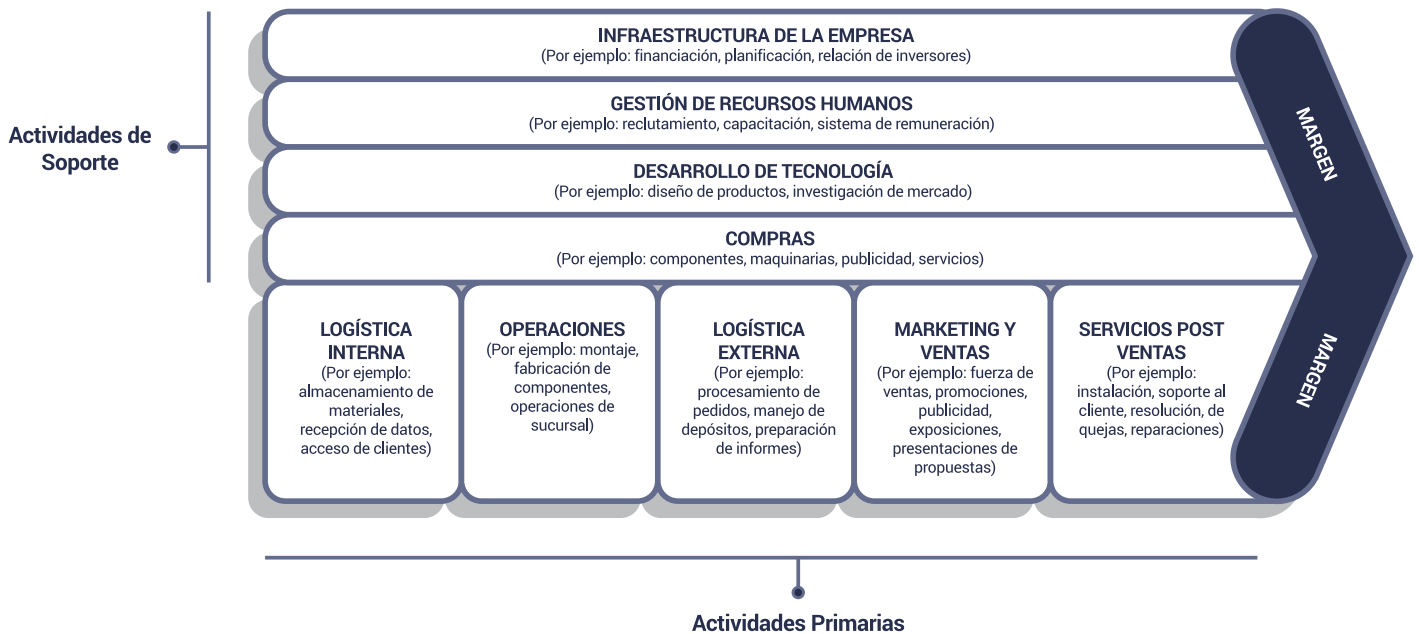 INFRAESTRUCTURA DE LA EMPRESA
(Por ejemplo: financiación, planificación, relación de inversores)
GESTIÓN DE RECURSOS HUMANOS
(Por ejemplo: reclutamiento, capacitación, sistema de remuneración)
Actividades de
Soporte
DESARROLLO DE TECNOLOGÍA
(Por ejemplo: diseño de productos, investigación de mercado)
COMPRAS
(Por ejemplo: componentes, maquinarias, publicidad, servicios)
MARGEN
LOGÍSTICA
INTERNA
(Por ejemplo:
almacenamiento de
materiales,
recepción de datos,
acceso de clientes)
OPERACIONES
(Por ejemplo: montaje,
fabricación de
componentes,
operaciones de
sucursal)
LOGÍSTICA
EXTERNA
(Por ejemplo:
procesamiento de
pedidos, manejo de
depósitos, preparación
de informes)
MARKETING Y
VENTAS
(Por ejemplo: fuerza de
ventas, promociones,
publicidad,
exposiciones,
presentaciones de
propuestas)
SERVICIOS POST
VENTAS
(Por ejemplo:
instalación, soporte al
cliente, resolución, de
quejas, reparaciones)
MARGEN
Actividades Primarias